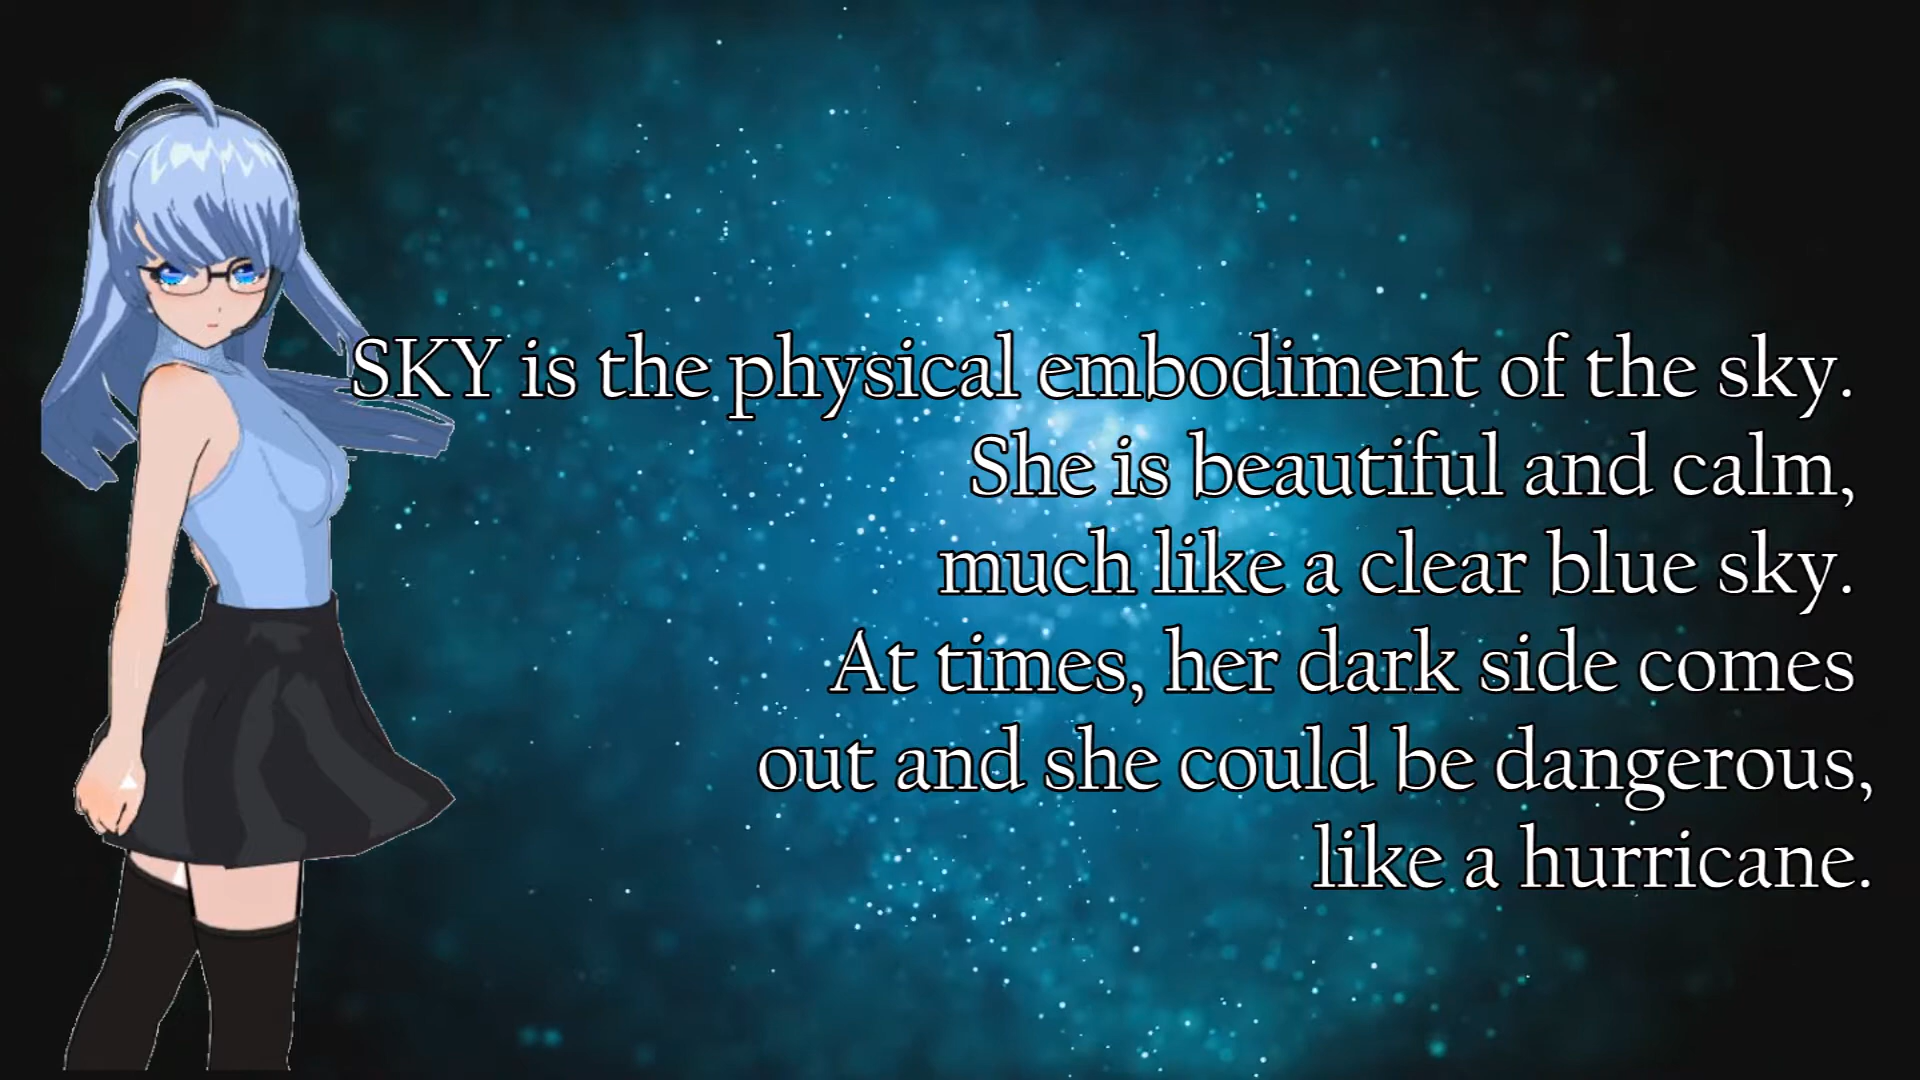 SKY is the physical embodiment of the sky.
She is beautiful and calm,
much like a clear blue sky.
At times, her dark side comes
out and she could be dangerous,
like a hurricane.